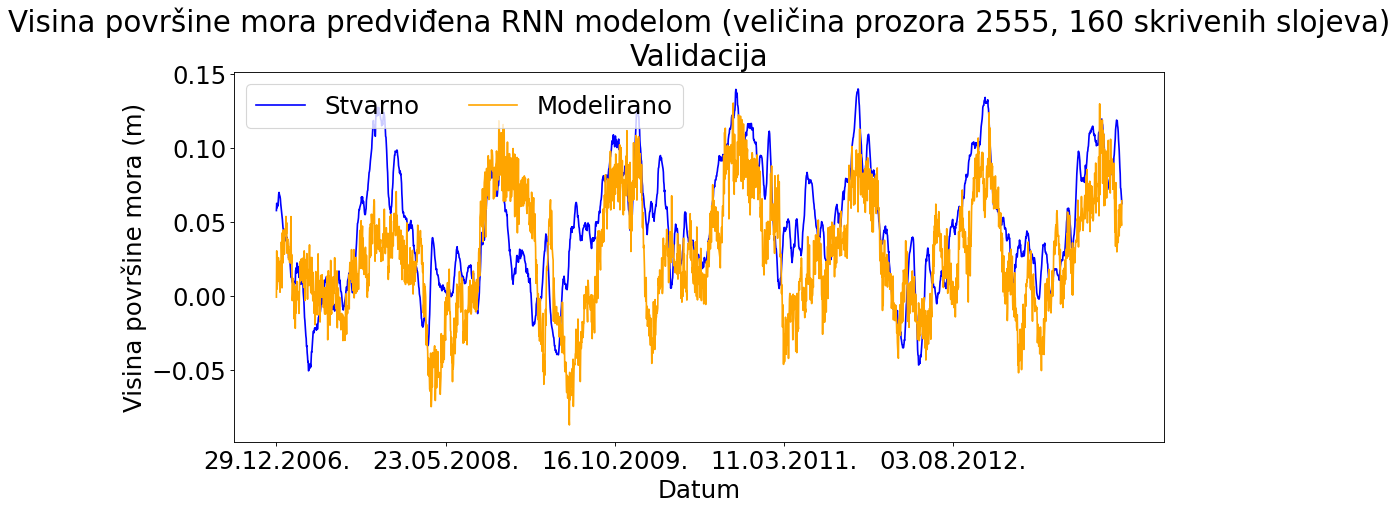 Visina površine mora predviđena RNN modelom (veličina prozora 2555, 160 skrivenih slojeva)
Validacija
Stvarno
Modelirano
Visina površine mora (m)
0.15
0.10
0.05
0.00
−0.05
29.12.2006.
23.05.2008.
16.10.2009.
11.03.2011.
03.08.2012.
Datum